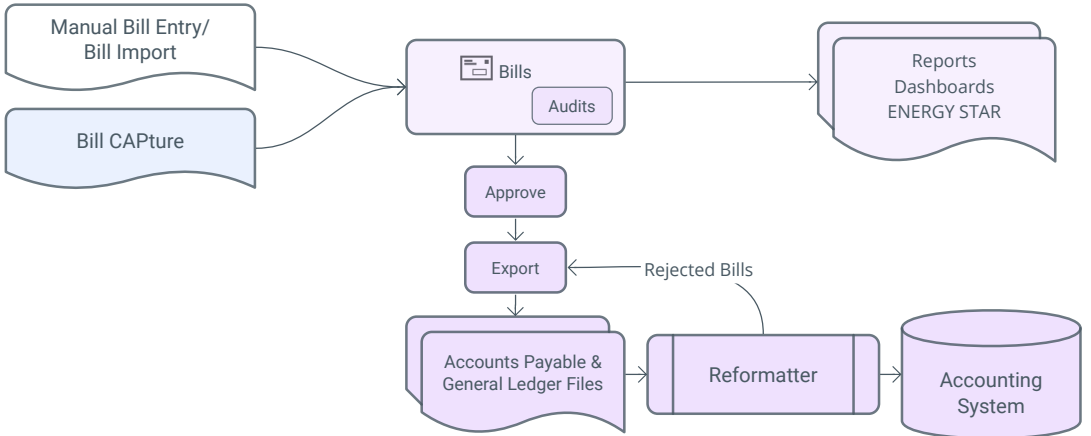 Manual Bill Entry/
Bill Import
Bill CAPture
Bills
Audits
Reports
Dashboards
ENERGY STAR
Approve
Export
Rejected Bills
Accounts Payable &
General Ledger Files
Reformatter
Accounting
System